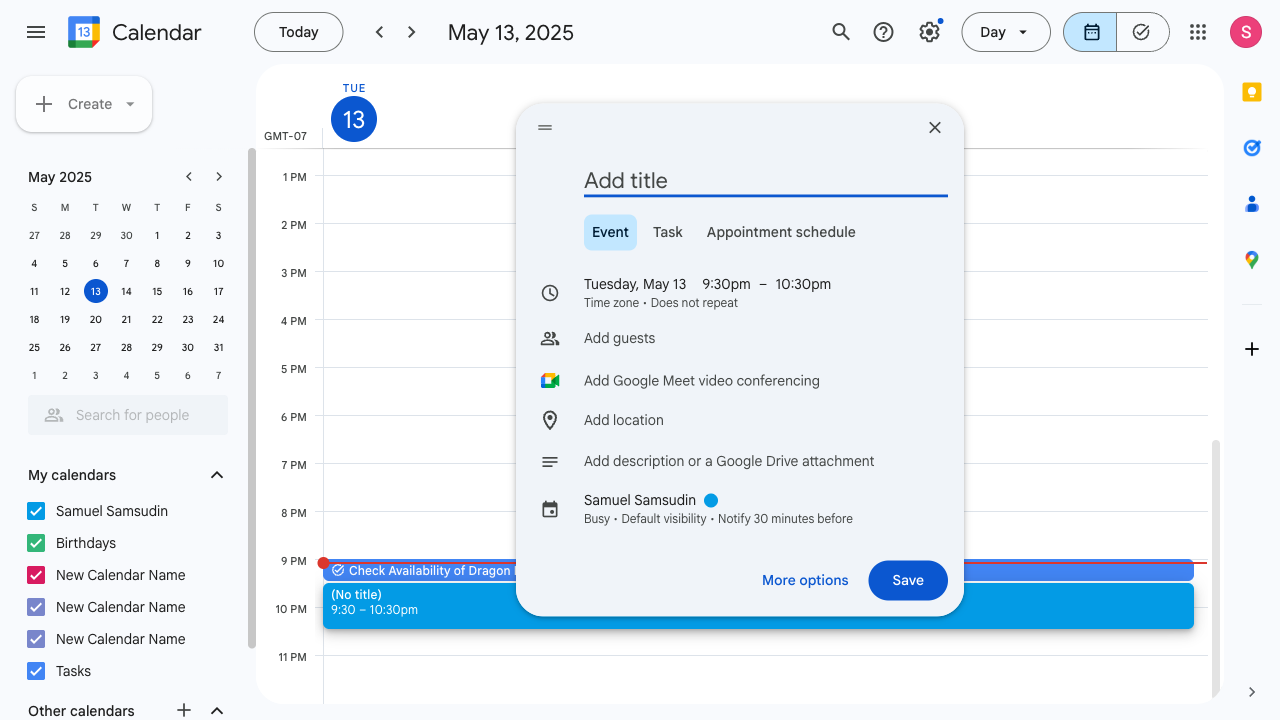 13 Calendar
Today
May 13, 2025
Day
S
Create
May 2025
S M T W T F S
27 28 29 30 1 2 3
4 5 6 7 8 9 10
11 12 13 14 15 16 17
18 19 20 21 22 23 24
25 26 27 28 29 30 31
1 2 3 4 5 6 7
Search for people
My calendars
Samuel Samsudin
Birthdays
New Calendar Name
New Calendar Name
New Calendar Name
Tasks
Other calendars
TUE
13
GMT-07
1 PM
2 PM
3 PM
4 PM
5 PM
6 PM
7 PM
8 PM
9 PM
10 PM
11 PM
Check Availability of Dragon
(No title)
9:30 – 10:30pm
Add title
Event Task Appointment schedule
Tuesday, May 13 9:30pm – 10:30pm
Time zone • Does not repeat
Add guests
Add Google Meet video conferencing
Add location
Add description or a Google Drive attachment
Samuel Samsudin
Busy • Default visibility • Notify 30 minutes before
More options Save